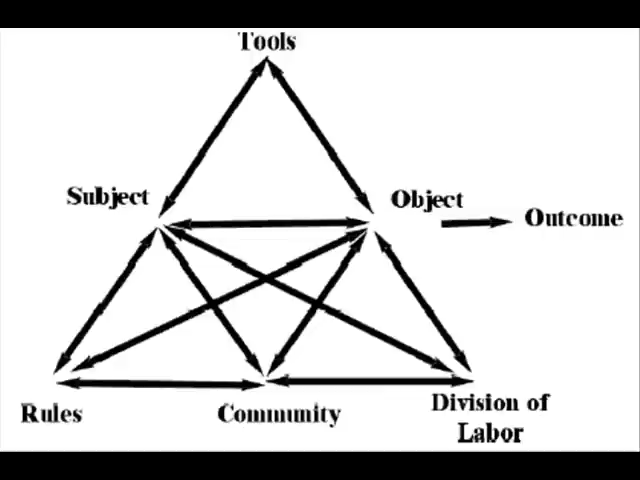 Tools
Subject
Object
Outcome
Rules
Community
Division of
Labor